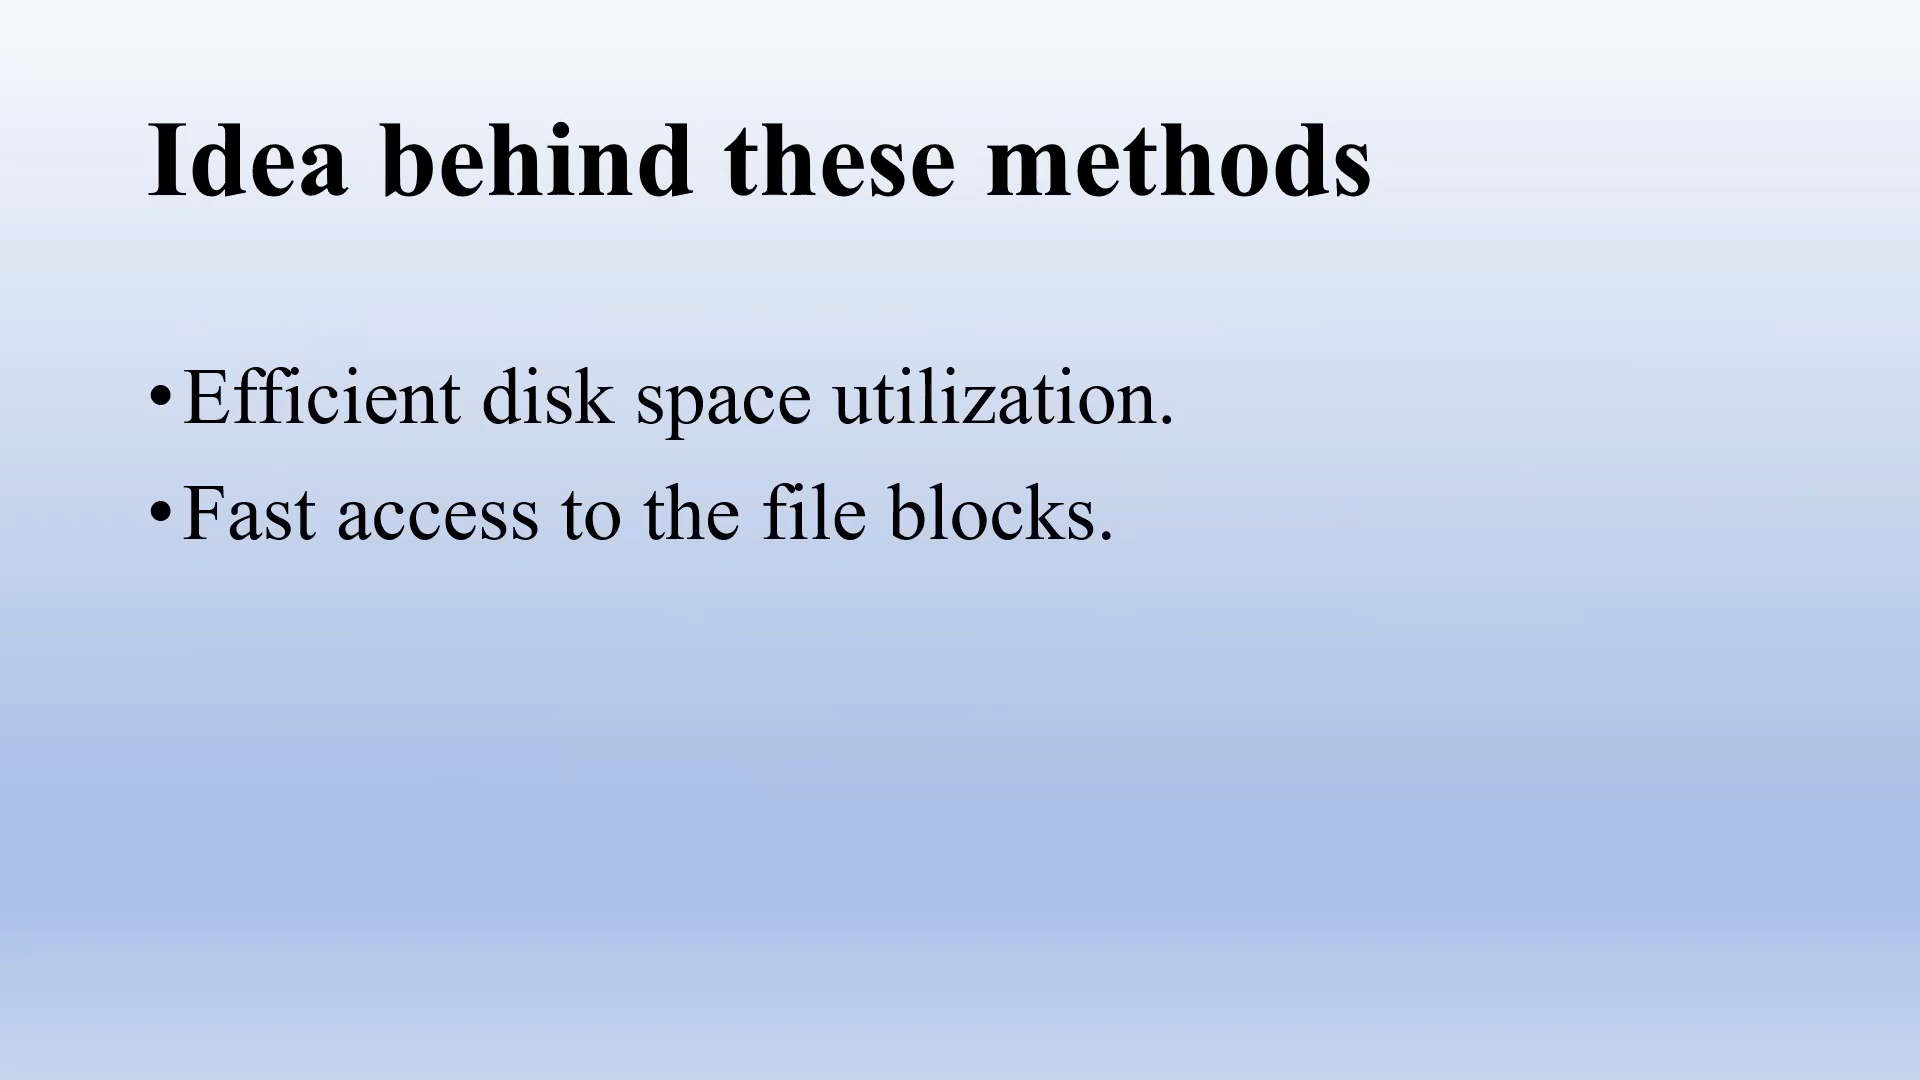 Idea behind these methods
•Efficient disk space utilization.
•Fast access to the file blocks.